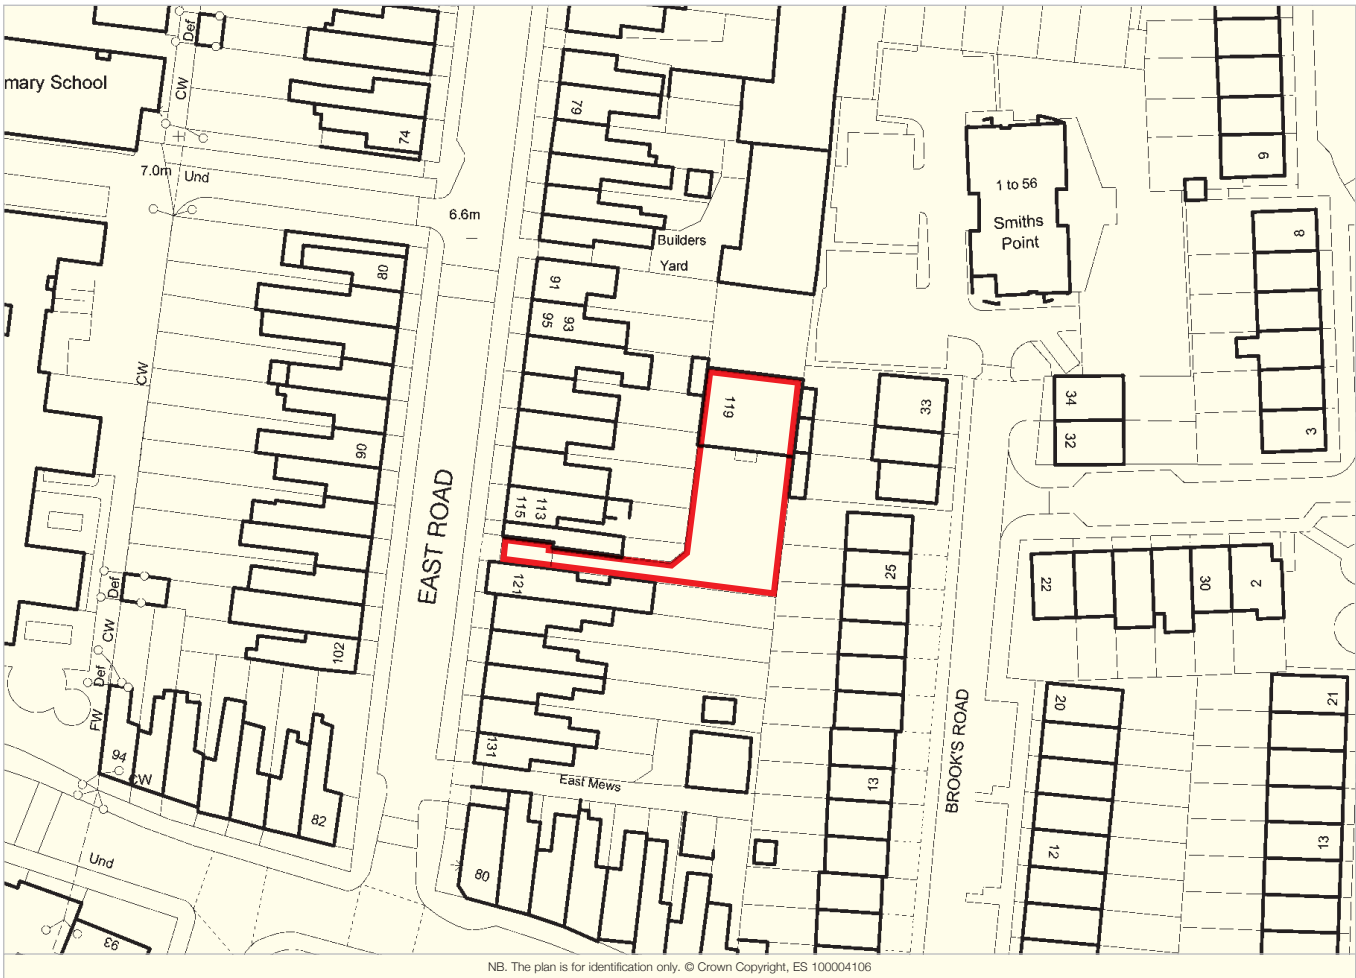 Def
CW
mary School
74
79
7.0m
Und
6.6m
1 to 56
Smiths
Point
Builders
Yard
9
8
80
91
93
95
CW
119
33
34
32
3
96
EAST ROAD
113
115
25
22
30
2
121
Def
CW
102
Def
FW
94
CW
82
131
East Mews
BROOK'S ROAD
20
21
13
12
13
80
Und
93
NB. The plan is for identification only. © Crown Copyright, ES 100004106